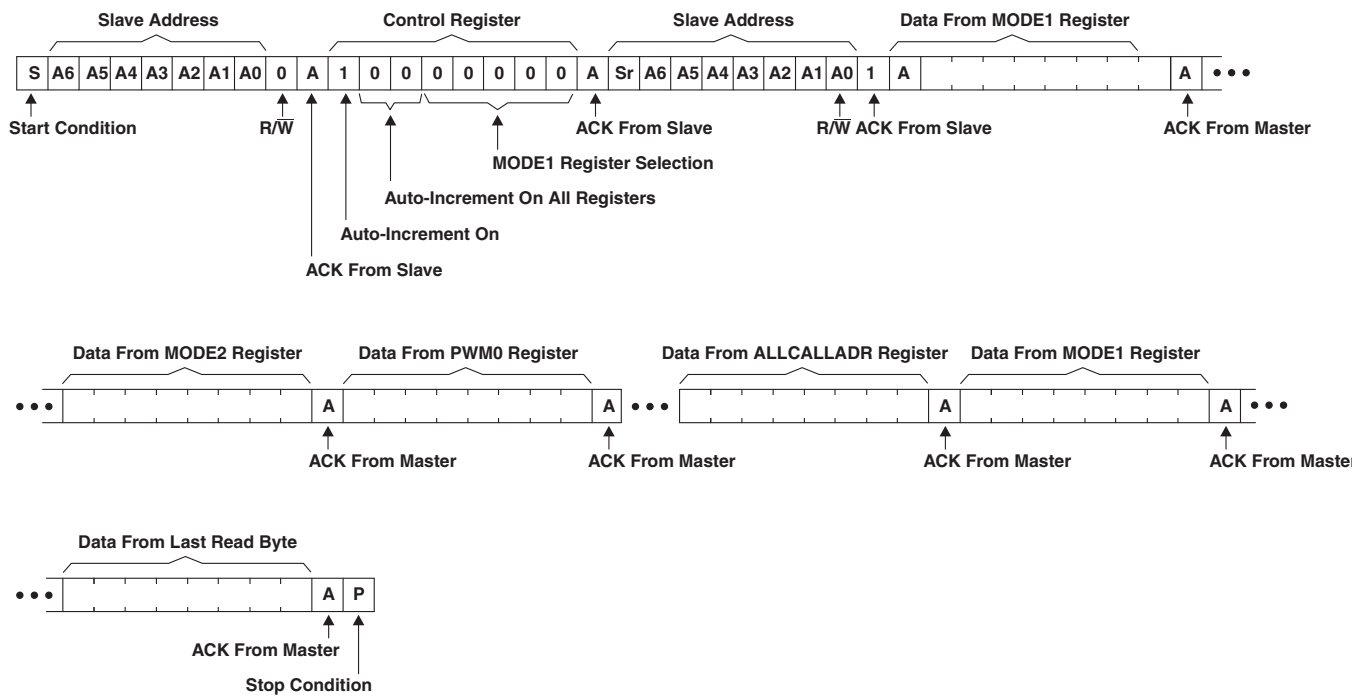 Slave Address Control Register Slave Address Data From MODE1 Register
S A6 A5 A4 A3 A2 A1 A0 0 A 1 0 0 0 0 0 0 0 A Sr A6 A5 A4 A3 A2 A1 A0 1 A A
Start Condition R/W̅ ACK From Slave R/W̅ ACK From Slave ACK From Master
MODE1 Register Selection
Auto-Increment On All Registers
Auto-Increment On
ACK From Slave
Data From MODE2 Register Data From PWM0 Register Data From ALLCALLADR Register Data From MODE1 Register
A A A A
ACK From Master ACK From Master ACK From Master ACK From Master
Data From Last Read Byte
A P
ACK From Master
Stop Condition